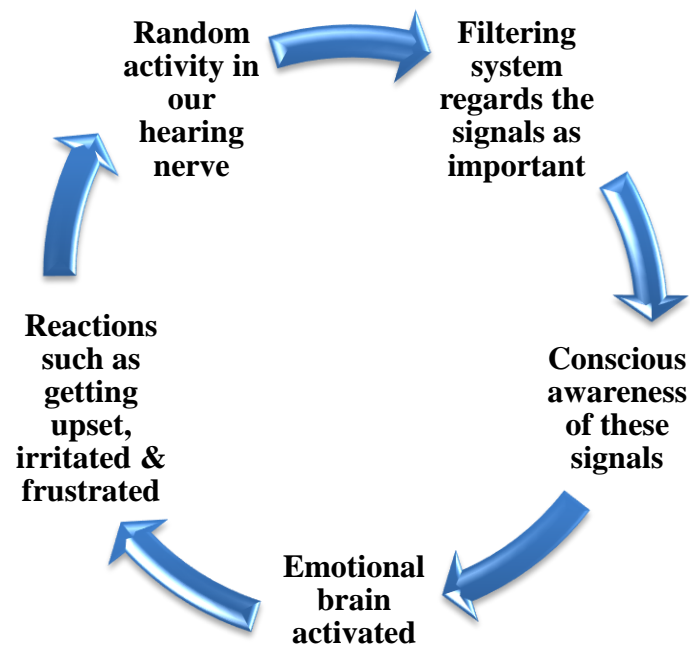 Random
activity in
our
hearing
nerve
Filtering
system
regards the
signals as
important
Conscious
awareness
of these
signals
Emotional
brain
activated
Reactions
such as
getting
upset,
irritated &
frustrated